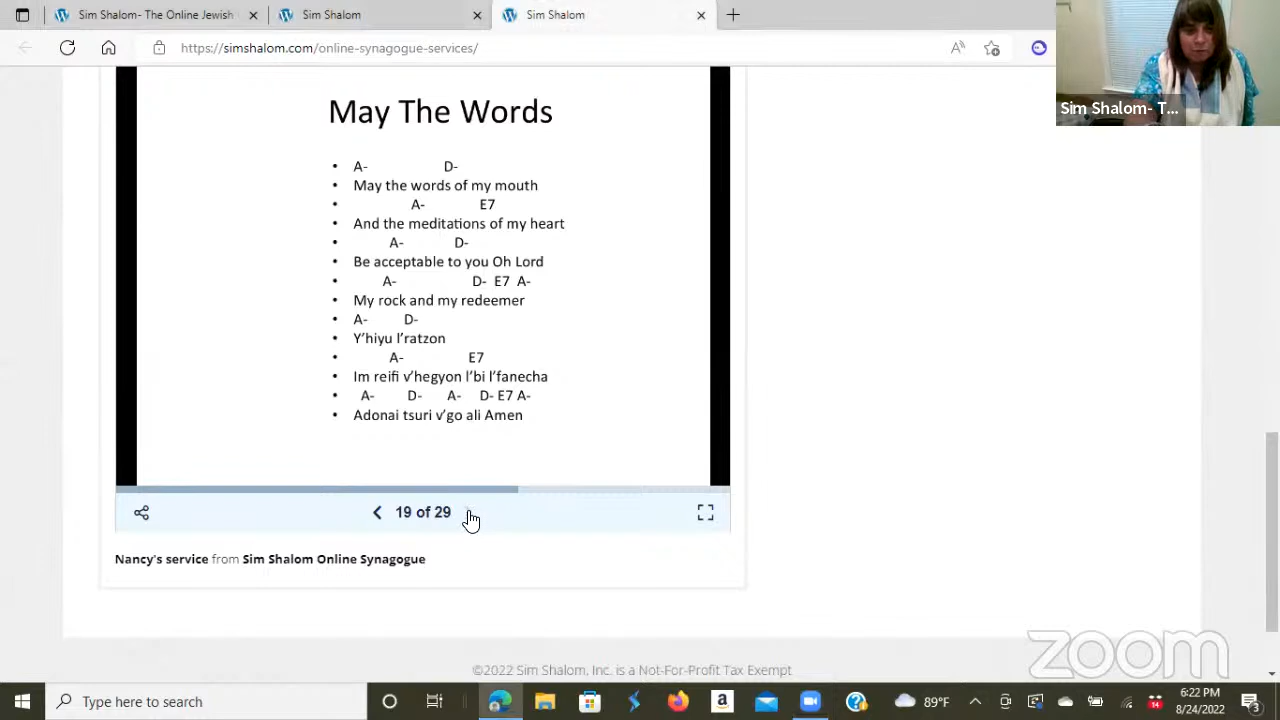 Sim Shalom- The Online Jewish
Sim Shalom
Sim Shalom
https://simshalom.com/online-synagogue-services/
Sim Shalom- T...
May The Words
• A- D-
• May the words of my mouth
• A- E7
• And the meditations of my heart
• A- D-
• Be acceptable to you Oh Lord
• A- D- E7 A-
• My rock and my redeemer
• A- D-
• Y'hiyu l'ratzon
• A- E7
• Im reifi v'hegyon l'bi l'fanecha
• A- D- A- D- E7 A-
• Adonai tsuri v'go ali Amen
19 of 29
Nancy's service from Sim Shalom Online Synagogue
©2022 Sim Shalom, Inc. is a Not-For-Profit Tax Exempt
zoom
Type here to search
89°F
14
6:22 PM
8/24/2022
3